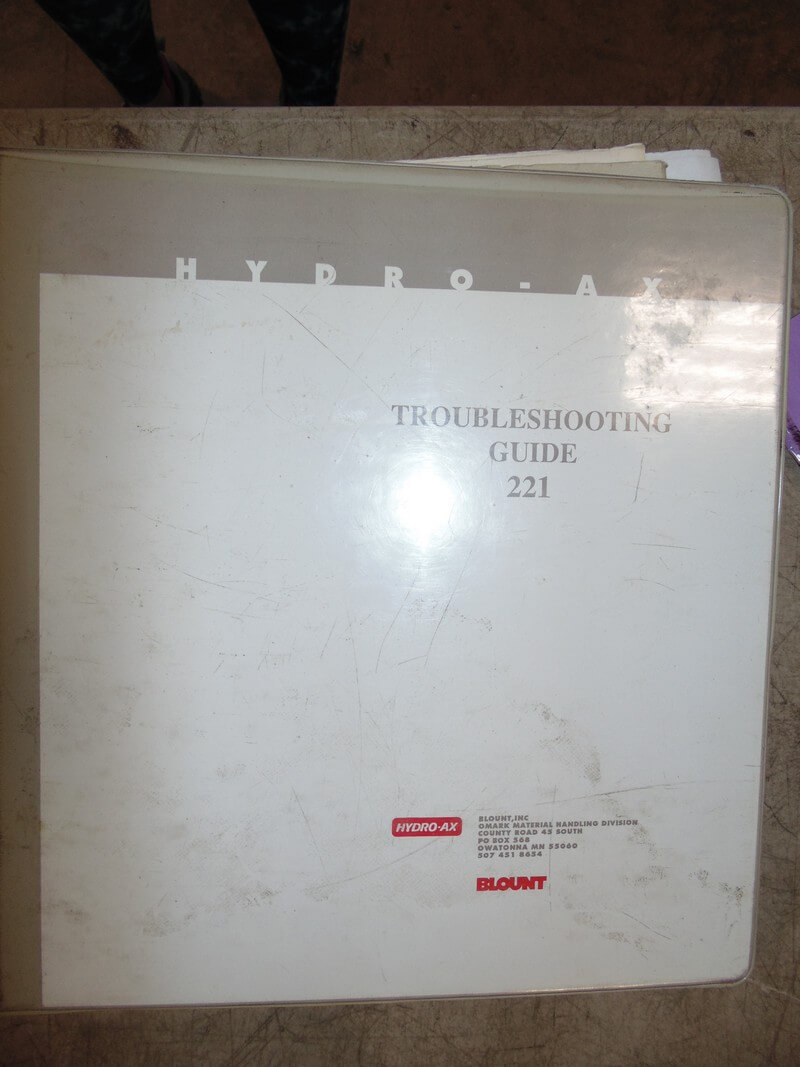 HYDRO-AX
TROUBLESHOOTING
GUIDE
221
HYDRO-AX
BLOUNT,INC
OMARK MATERIAL HANDLING DIVISION
COUNTY ROAD 45 SOUTH
PO BOX 568
OWATONNA MN 55060
507 451 8654
BLOUNT